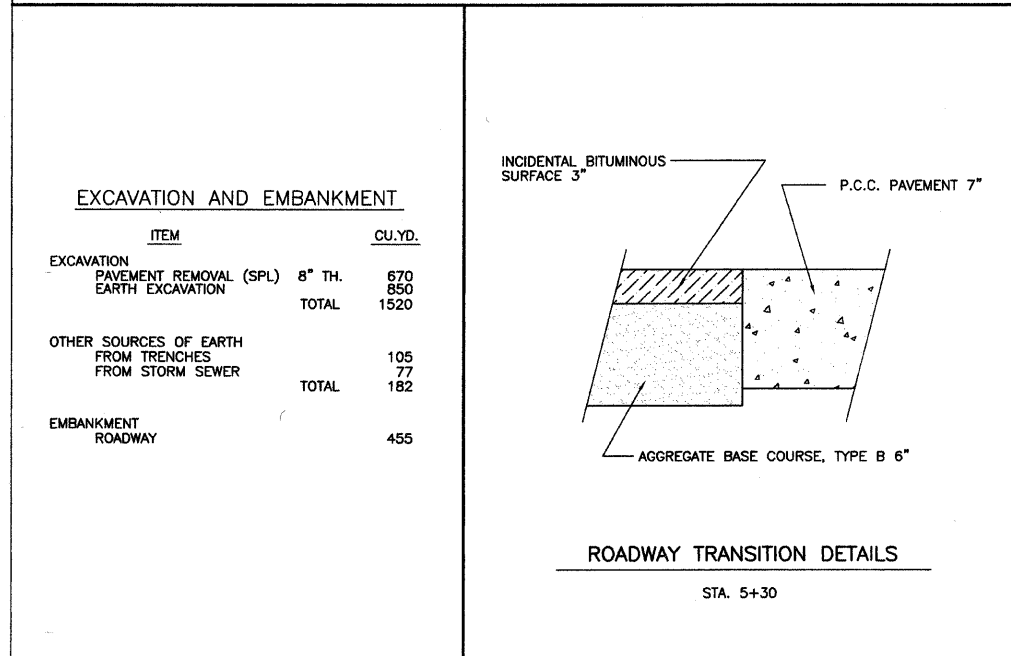 EXCAVATION AND EMBANKMENT
ITEM CU.YD.
EXCAVATION
PAVEMENT REMOVAL (SPL) 8" TH. 670
EARTH EXCAVATION 850
TOTAL 1520
OTHER SOURCES OF EARTH
FROM TRENCHES 105
FROM STORM SEWER 77
TOTAL 182
EMBANKMENT
ROADWAY 455
INCIDENTAL BITUMINOUS
SURFACE 3"
P.C.C. PAVEMENT 7"
AGGREGATE BASE COURSE, TYPE B 6"
ROADWAY TRANSITION DETAILS
STA. 5+30